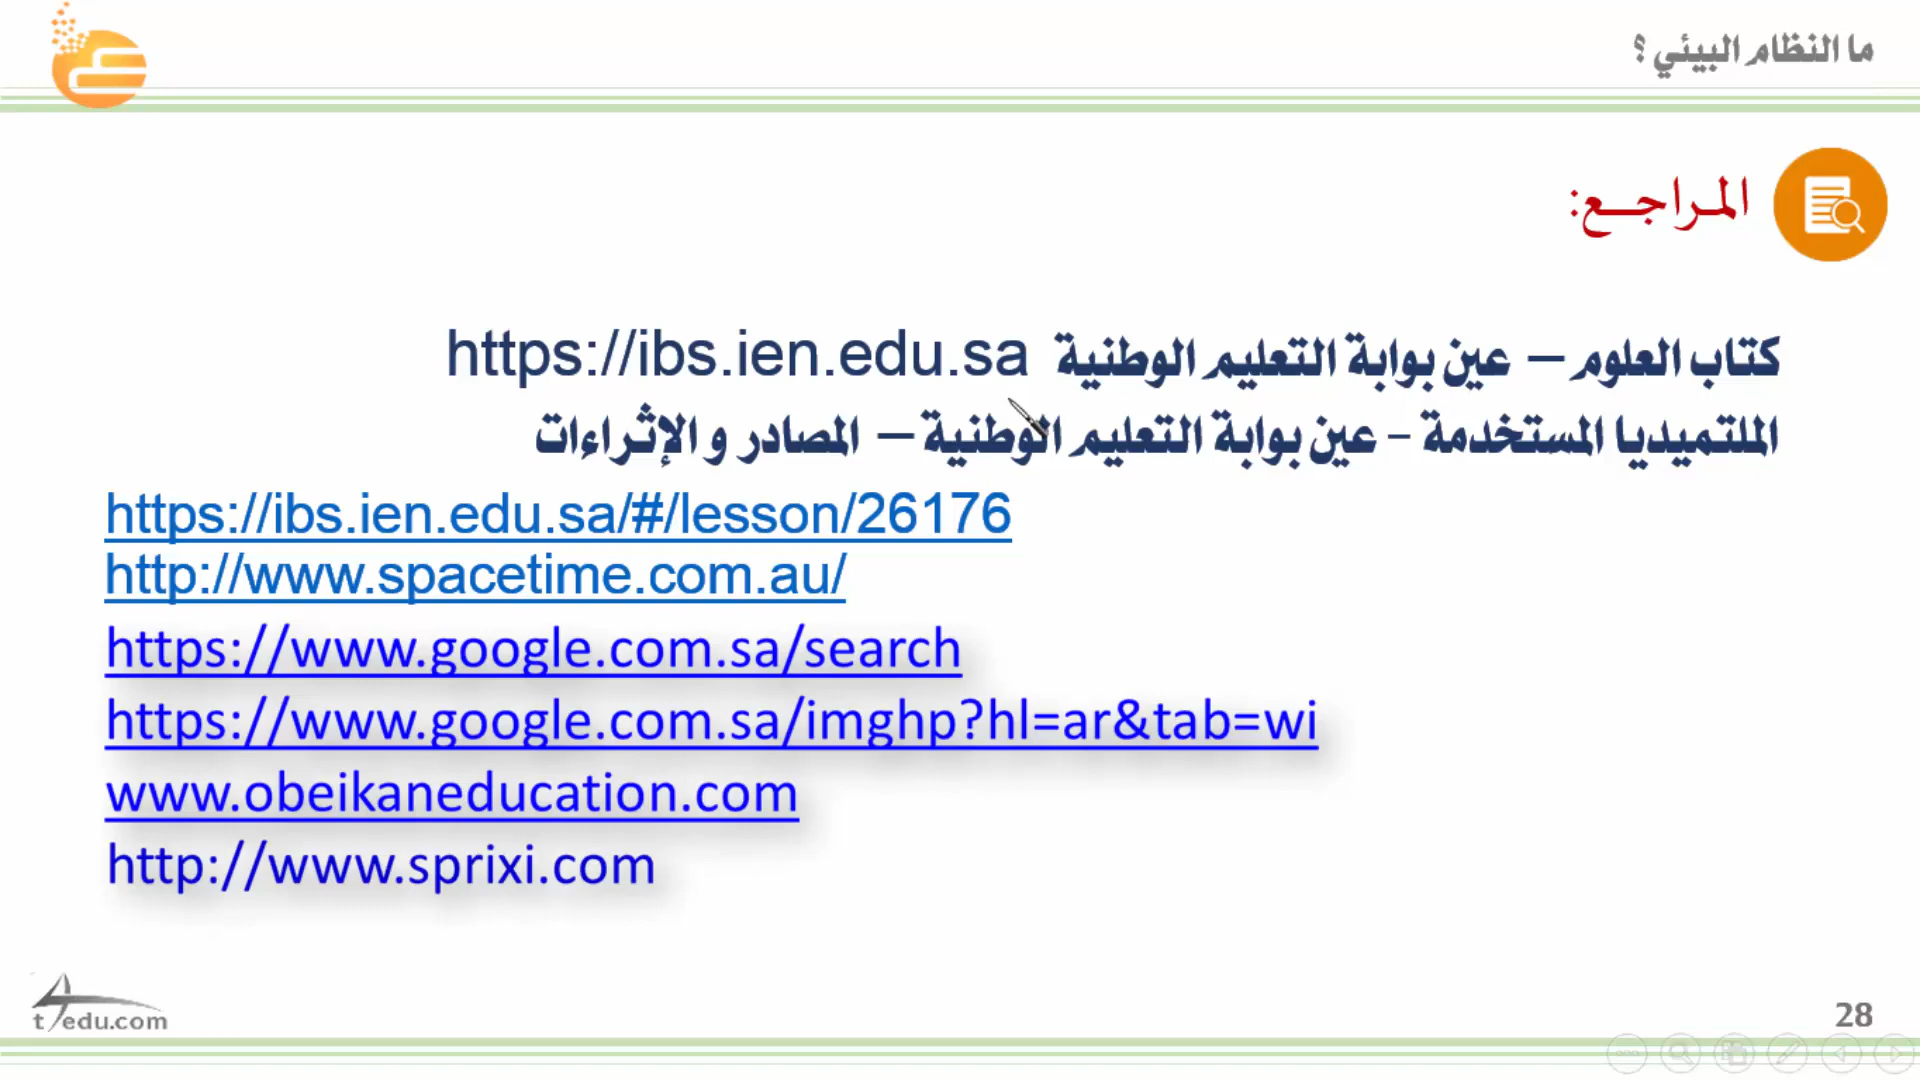 ما النظام البيئي ؟
المراجع:
كتاب العلوم – عين بوابة التعليم الوطنية https://ibs.ien.edu.sa
الملتميديا المستخدمة - عين بوابة التعليم الوطنية – المصادر و الإثراءات
https://ibs.ien.edu.sa/#/lesson/26176
http://www.spacetime.com.au/
https://www.google.com.sa/search
https://www.google.com.sa/imghp?hl=ar&tab=wi
www.obeikaneducation.com
http://www.sprixi.com
t4edu.com
28